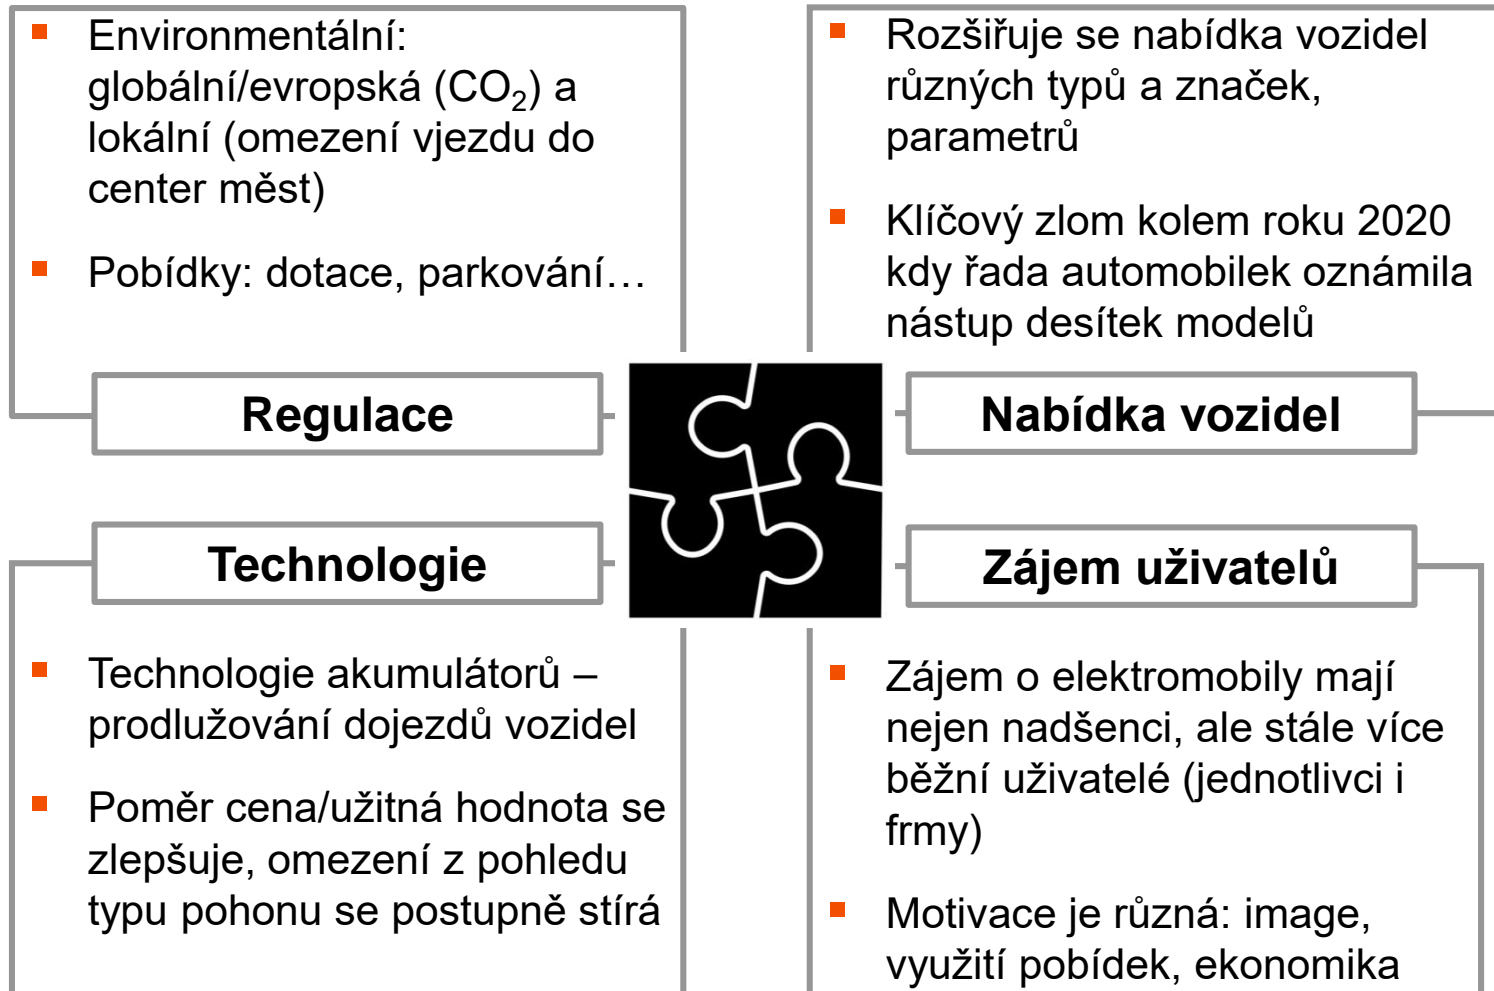 Environmentální:
globální/evropská (CO₂) a
lokální (omezení vjezdu do
center měst)
Pobídky: dotace, parkování…
Regulace
Rozšiřuje se nabídka vozidel
různých typů a značek,
parametrů
Klíčový zlom kolem roku 2020
kdy řada automobilek oznámila
nástup desítek modelů
Nabídka vozidel
Technologie
Technologie akumulátorů –
prodlužování dojezdů vozidel
Poměr cena/užitná hodnota se
zlepšuje, omezení z pohledu
typu pohonu se postupně stírá
Zájem uživatelů
Zájem o elektromobily mají
nejen nadšenci, ale stále více
běžní uživatelé (jednotlivci i
frmy)
Motivace je různá: image,
využití pobídek, ekonomika